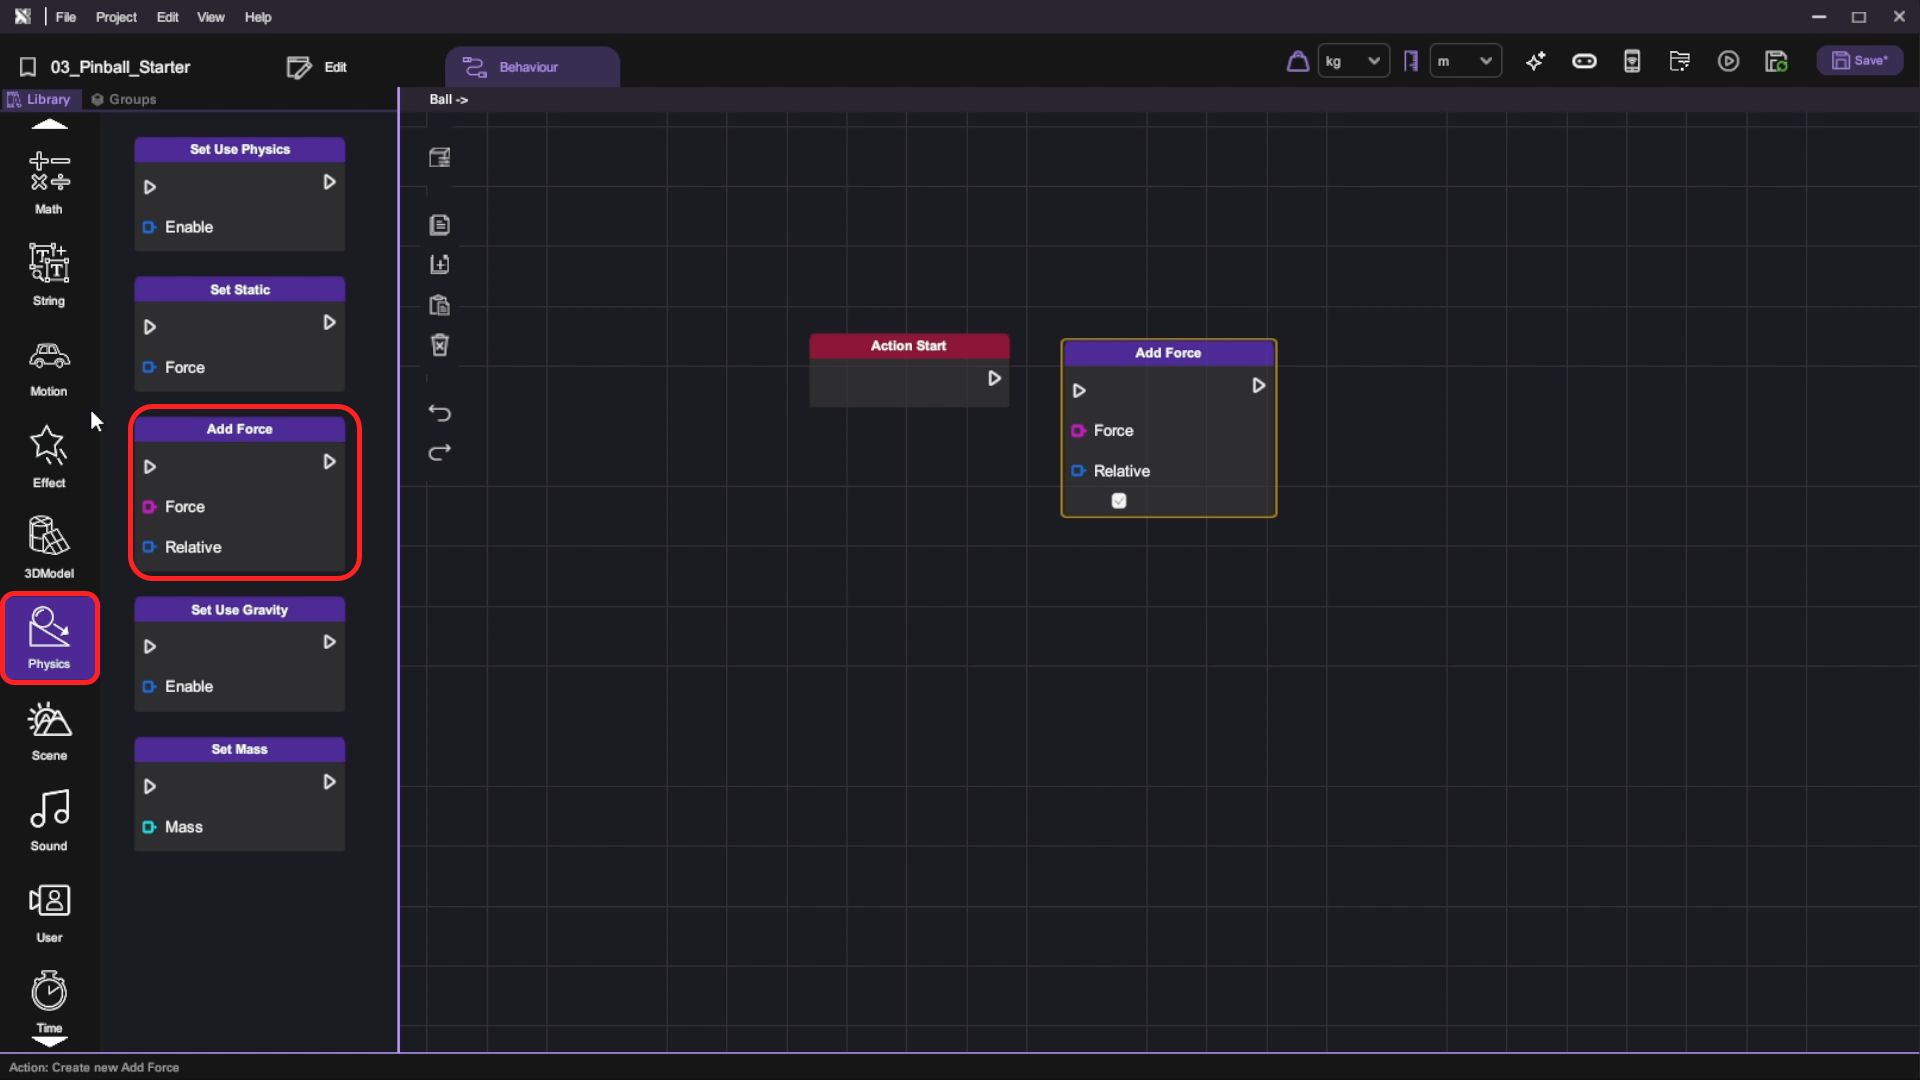 File Project Edit View Help
03_Pinball_Starter Edit Behaviour kg m Save*
Library Groups
Ball ->
Math
String
Motion
Effect
3DModel
Physics
Scene
Sound
User
Time
Set Use Physics
Enable
Set Static
Force
Add Force
Force
Relative
Set Use Gravity
Enable
Set Mass
Mass
Action Start
Add Force
Force
Relative
Action: Create new Add Force